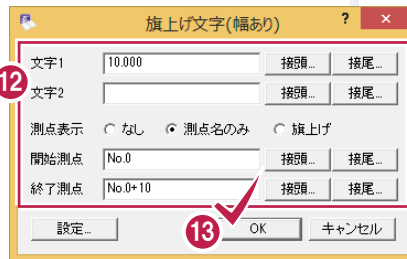 旗上げ文字(幅あり) ? ×
文字1 10.000 接頭... 接尾...
12
文字2 接頭... 接尾...
測点表示 なし 測点名のみ 旗上げ
開始測点 No.0 接頭... 接尾...
終了測点 No.0+10 接頭... 接尾...
設定... 13 OK キャンセル